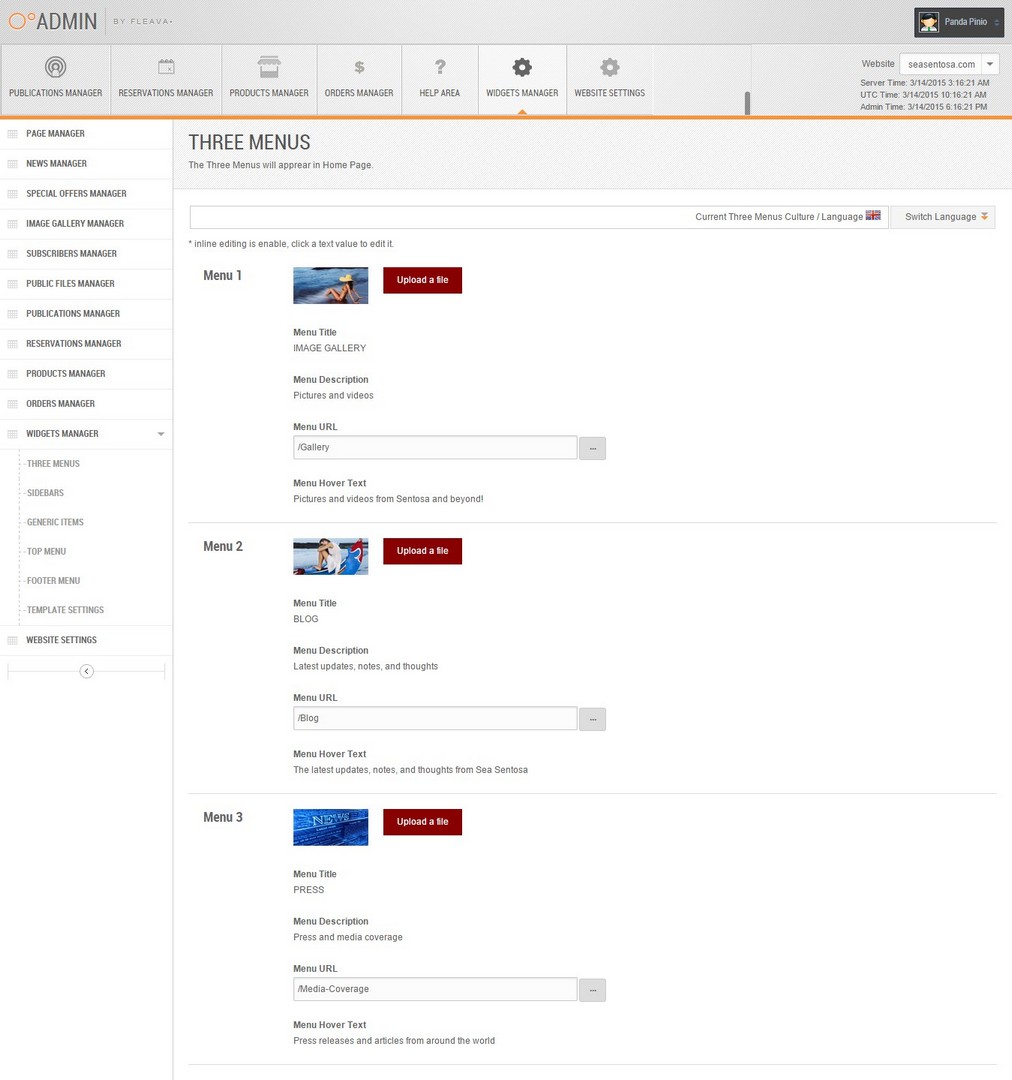 ADMIN BY FLEAVA
Panda Pinio
PUBLICATIONS MANAGER
RESERVATIONS MANAGER
PRODUCTS MANAGER
ORDERS MANAGER
HELP AREA
WIDGETS MANAGER
WEBSITE SETTINGS
Website seasentosa.com
Server Time: 3/14/2015 3:16:21 AM
UTC Time: 3/14/2015 10:16:21 AM
Admin Time: 3/14/2015 6:16:21 PM
PAGE MANAGER
NEWS MANAGER
SPECIAL OFFERS MANAGER
IMAGE GALLERY MANAGER
SUBSCRIBERS MANAGER
PUBLIC FILES MANAGER
PUBLICATIONS MANAGER
RESERVATIONS MANAGER
PRODUCTS MANAGER
ORDERS MANAGER
WIDGETS MANAGER
THREE MENUS
SIDEBARS
GENERIC ITEMS
TOP MENU
FOOTER MENU
TEMPLATE SETTINGS
WEBSITE SETTINGS
THREE MENUS
The Three Menus will apprear in Home Page.
Current Three Menus Culture / Language
Switch Language
* inline editing is enable, click a text value to edit it.
Menu 1
Upload a file
Menu Title
IMAGE GALLERY
Menu Description
Pictures and videos
Menu URL
/Gallery
...
Menu Hover Text
Pictures and videos from Sentosa and beyond!
Menu 2
Upload a file
Menu Title
BLOG
Menu Description
Latest updates, notes, and thoughts
Menu URL
/Blog
...
Menu Hover Text
The latest updates, notes, and thoughts from Sea Sentosa
Menu 3
NEWS
Upload a file
Menu Title
PRESS
Menu Description
Press and media coverage
Menu URL
/Media-Coverage
...
Menu Hover Text
Press releases and articles from around the world